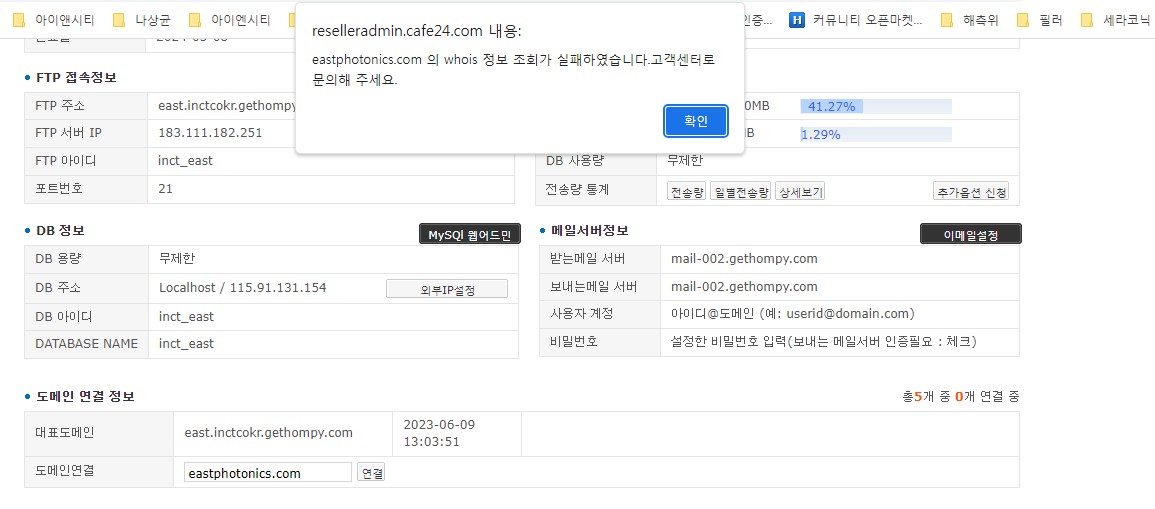 아이앤시티 나상균 아이엔시티 인증... H 커뮤니티 오픈마켓,... 해측위 필러 세라코닉
reselleradmin.cafe24.com 내용:
eastphotonics.com 의 whois 정보 조회가 실패하였습니다.고객센터로
문의해 주세요.
확인
FTP 접속정보
FTP 주소 east.inctcokr.gethompy 0MB 41.27%
FTP 서버 IP 183.111.182.251 1.29%
FTP 아이디 inct_east DB 사용량 무제한
포트번호 21 전송량 통계 전송량 일별전송량 상세보기 추가옵션 신청
DB 정보 MySQl 웹어드민 메일서버정보 이메일설정
DB 용량 무제한 받는메일 서버 mail-002.gethompy.com
DB 주소 Localhost / 115.91.131.154 외부IP설정 보내는메일 서버 mail-002.gethompy.com
DB 아이디 inct_east 사용자 계정 아이디@도메인 (예: userid@domain.com)
DATABASE NAME inct_east 비밀번호 설정한 비밀번호 입력(보내는 메일서버 인증필요 : 체크)
도메인 연결 정보 총5개 중 0개 연결 중
대표도메인 east.inctcokr.gethompy.com 2023-06-09
13:03:51
도메인연결 eastphotonics.com 연결